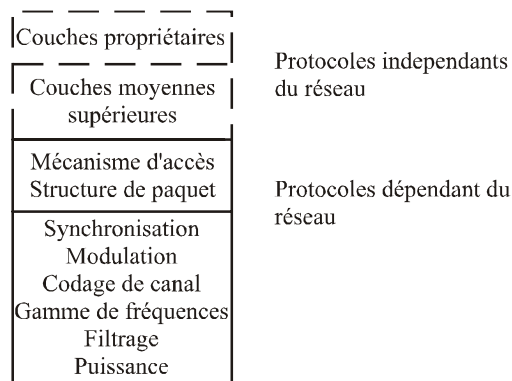 Couches propriétaires
Couches moyennes
supérieures
Protocoles independants
du réseau
Mécanisme d'accès
Structure de paquet
Protocoles dépendant du
réseau
Synchronisation
Modulation
Codage de canal
Gamme de fréquences
Filtrage
Puissance